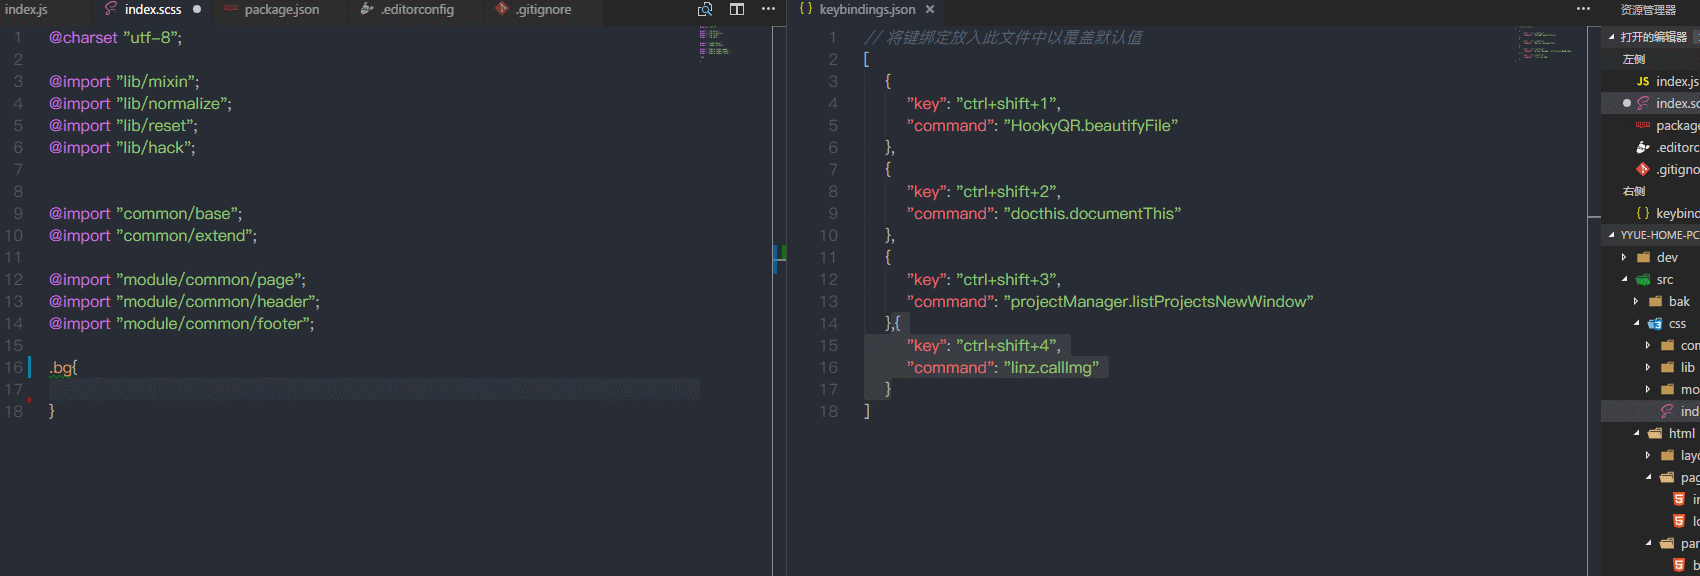 index.js index.scss package.json .editorconfig .gitignore
1 @charset "utf-8";
2
3 @import "lib/mixin";
4 @import "lib/normalize";
5 @import "lib/reset";
6 @import "lib/hack";
7
8
9 @import "common/base";
10 @import "common/extend";
11
12 @import "module/common/page";
13 @import "module/common/header";
14 @import "module/common/footer";
15
16 .bg{
17
18 }
{} keybindings.json ×
1 // 将键绑定放入此文件中以覆盖默认值
2 [
3 {
4 "key": "ctrl+shift+1",
5 "command": "HookyQR.beautifyFile"
6 },
7 {
8 "key": "ctrl+shift+2",
9 "command": "docthis.documentThis"
10 },
11 {
12 "key": "ctrl+shift+3",
13 "command": "projectManager.listProjectsNewWindow"
14 },{
15 "key": "ctrl+shift+4",
16 "command": "linz.callImg"
17 }
18 ]
资源管理器
打开的编辑器
左侧
JS index.js
index.sc
package
.editorc
.gitigno
右侧
{} keybind
YYUE-HOME-PC
dev
src
bak
css
con
lib
mo
ind
html
layo
pag
in
lo
par
b